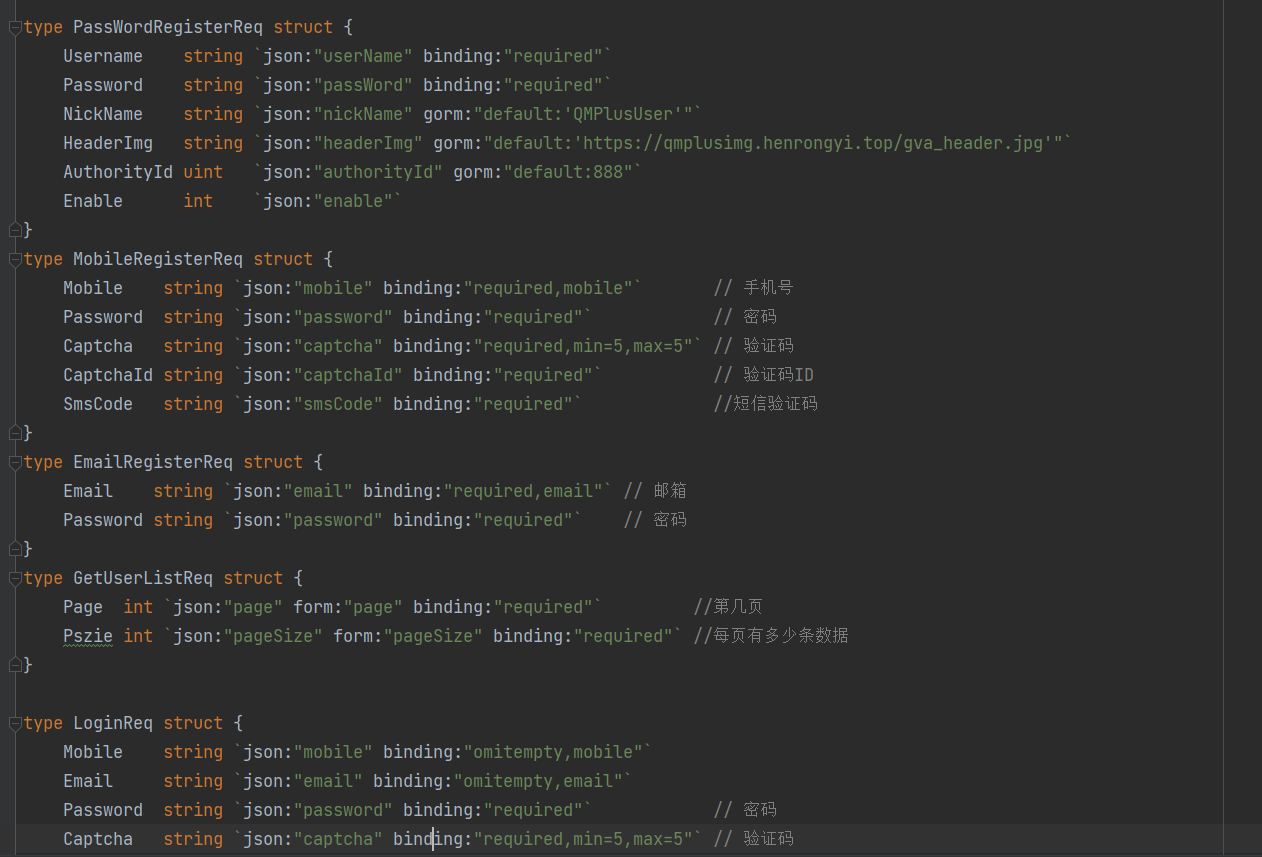 type PassWordRegisterReq struct {
    Username    string `json:"userName" binding:"required"`
    Password    string `json:"passWord" binding:"required"`
    NickName    string `json:"nickName" gorm:"default:'QMPlusUser'"`
    HeaderImg   string `json:"headerImg" gorm:"default:'https://qmplusimg.henrongyi.top/gva_header.jpg'"`
    AuthorityId uint   `json:"authorityId" gorm:"default:888"`
    Enable      int    `json:"enable"`
}
type MobileRegisterReq struct {
    Mobile    string `json:"mobile" binding:"required,mobile"`        // 手机号
    Password  string `json:"password" binding:"required"`             // 密码
    Captcha   string `json:"captcha" binding:"required,min=5,max=5"` // 验证码
    CaptchaId string `json:"captchaId" binding:"required"`            // 验证码ID
    SmsCode   string `json:"smsCode" binding:"required"`              //短信验证码
}
type EmailRegisterReq struct {
    Email    string `json:"email" binding:"required,email"` // 邮箱
    Password string `json:"password" binding:"required"`    // 密码
}
type GetUserListReq struct {
    Page  int `json:"page" form:"page" binding:"required"`         //第几页
    Pszie int `json:"pageSize" form:"pageSize" binding:"required"` //每页有多少条数据
}
type LoginReq struct {
    Mobile    string `json:"mobile" binding:"omitempty,mobile"`
    Email     string `json:"email" binding:"omitempty,email"`
    Password  string `json:"password" binding:"required"`             // 密码
    Captcha   string `json:"captcha" binding:"required,min=5,max=5"` // 验证码